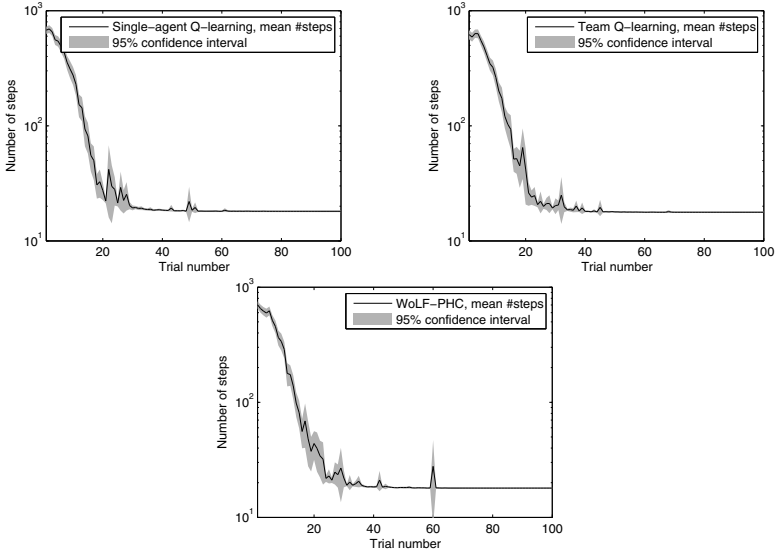 Single−agent Q−learning, mean #steps
95% confidence interval
Number of steps
10^3
10^2
10^1
20
40
60
80
100
Trial number
Team Q−learning, mean #steps
95% confidence interval
Number of steps
10^3
10^2
10^1
20
40
60
80
100
Trial number
WoLF−PHC, mean #steps
95% confidence interval
Number of steps
10^3
10^2
10^1
20
40
60
80
100
Trial number